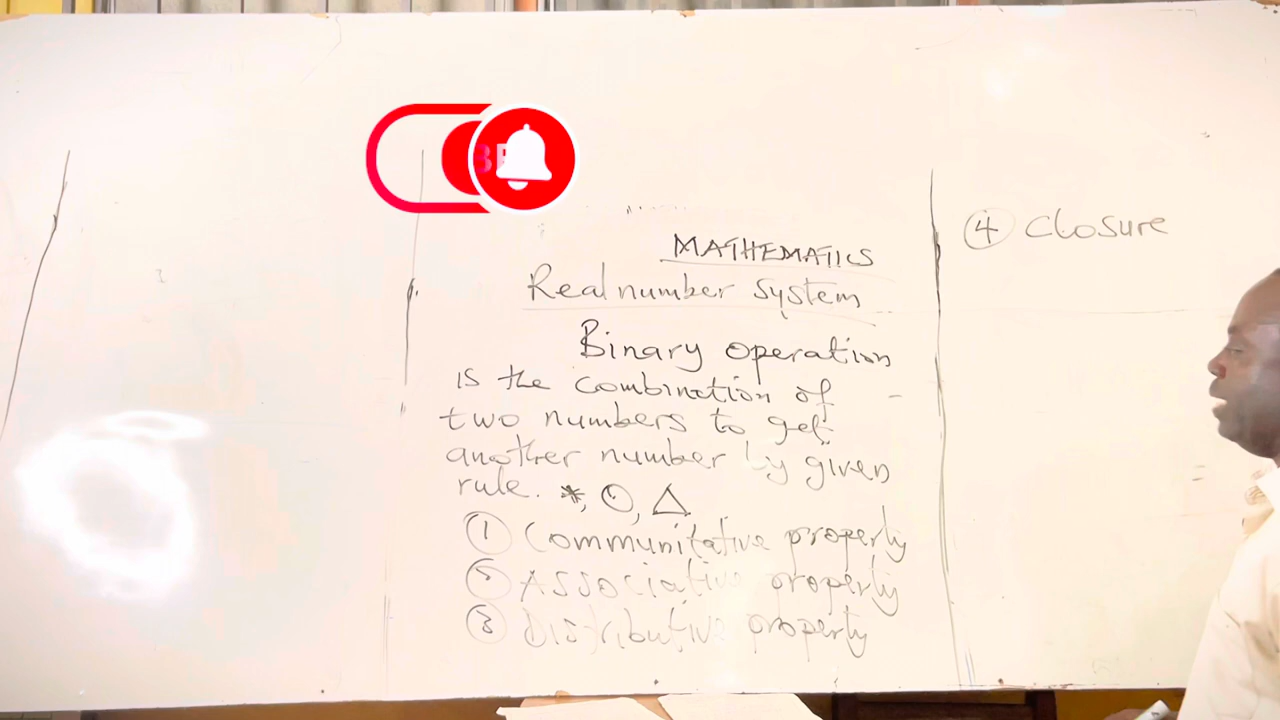 MATHEMATICS
Real number system
Binary operation
is the combination of
two numbers to get
another number by given
rule. *, ⊙, △.
① Communitative property
② Associative property
③ Distributive property
④ Closure